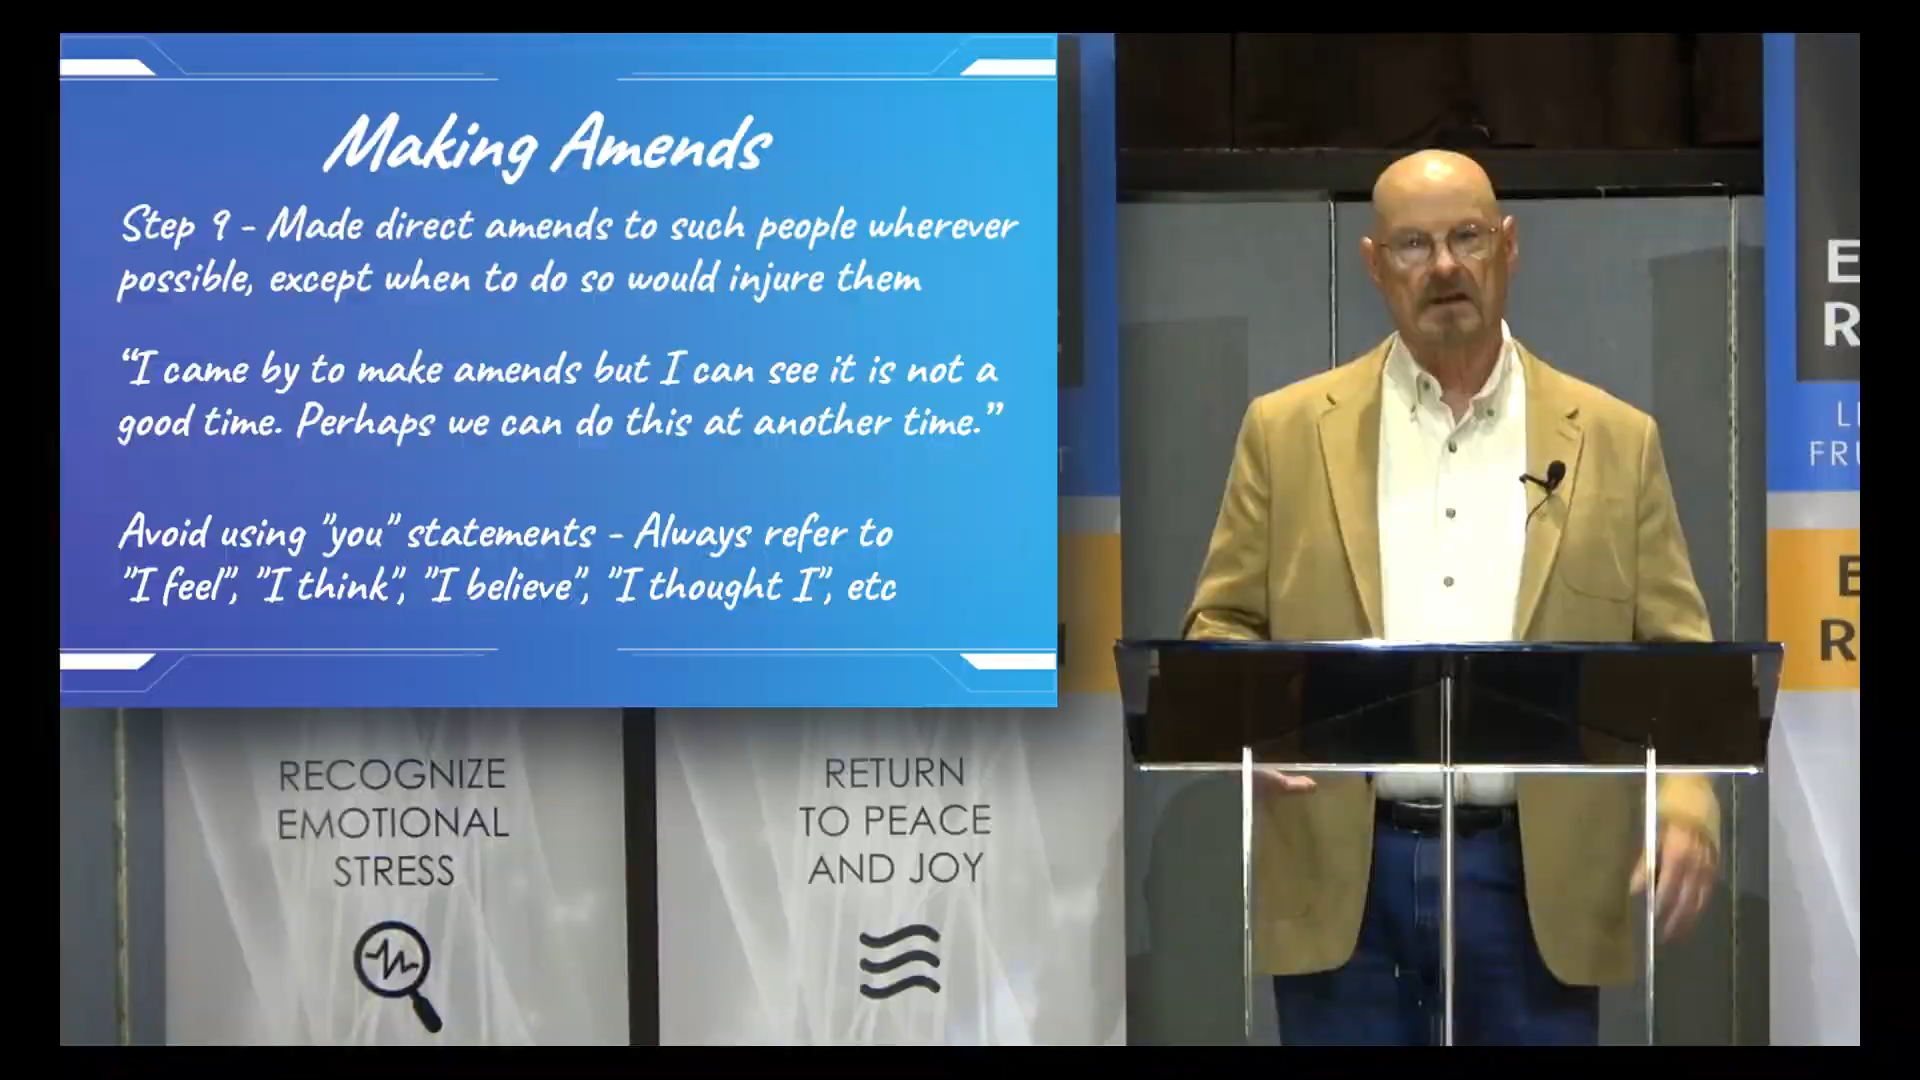 Making Amends
Step 9 - Made direct amends to such people wherever
possible, except when to do so would injure them
“I came by to make amends but I can see it is not a
good time. Perhaps we can do this at another time.”
Avoid using "you" statements - Always refer to
"I feel", "I think", "I believe", "I thought I", etc
RECOGNIZE
EMOTIONAL
STRESS
RETURN
TO PEACE
AND JOY